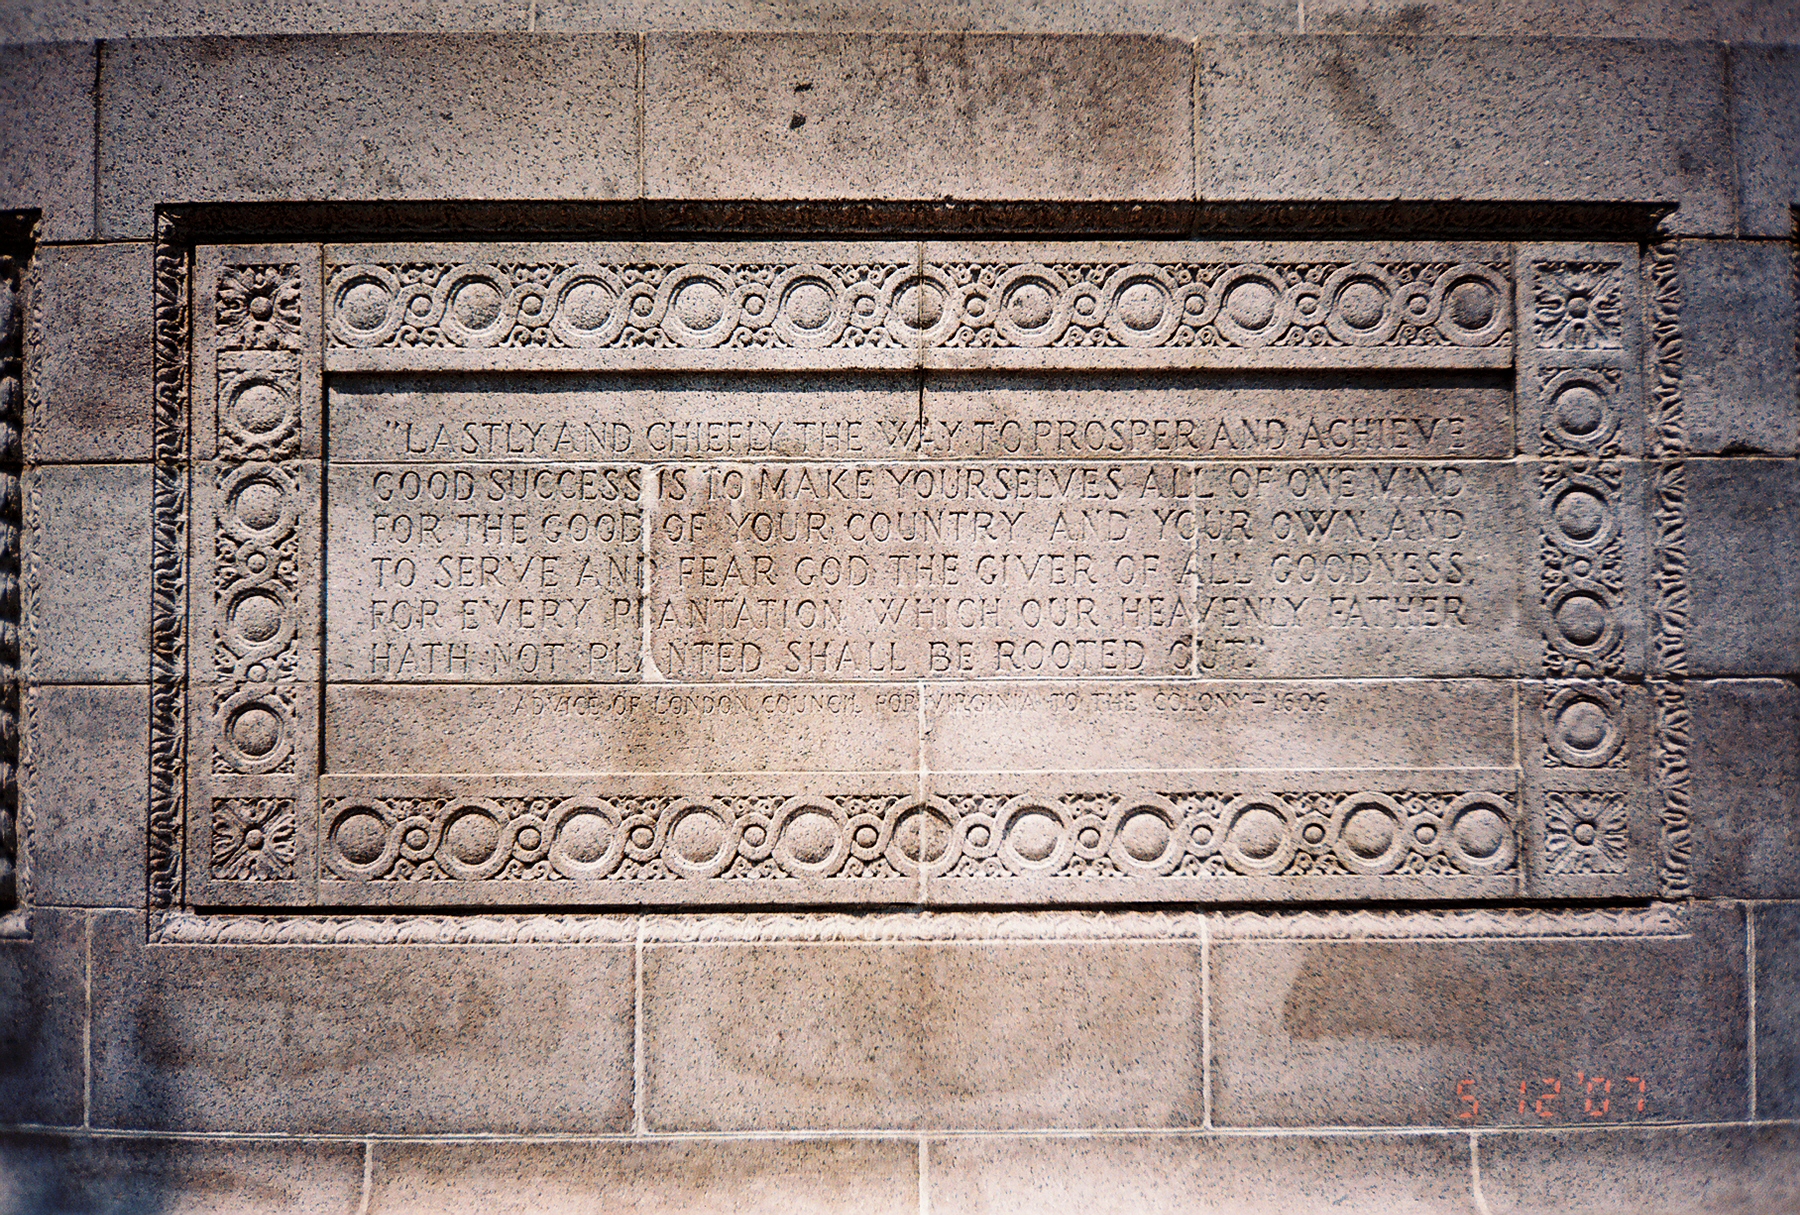 "LASTLY AND CHIEFLY THE WAY TO PROSPER AND ACHIEVE
GOOD SUCCESS IS TO MAKE YOURSELVES ALL OF ONE MIND
FOR THE GOOD OF YOUR COUNTRY AND YOUR OWN, AND
TO SERVE AND FEAR GOD THE GIVER OF ALL GOODNESS,
FOR EVERY PLANTATION WHICH OUR HEAVENLY FATHER
HATH NOT PLANTED SHALL BE ROOTED OUT."
ADVICE OF LONDON COUNCIL FOR VIRGINIA TO THE COLONY - 1606
5 12 '07